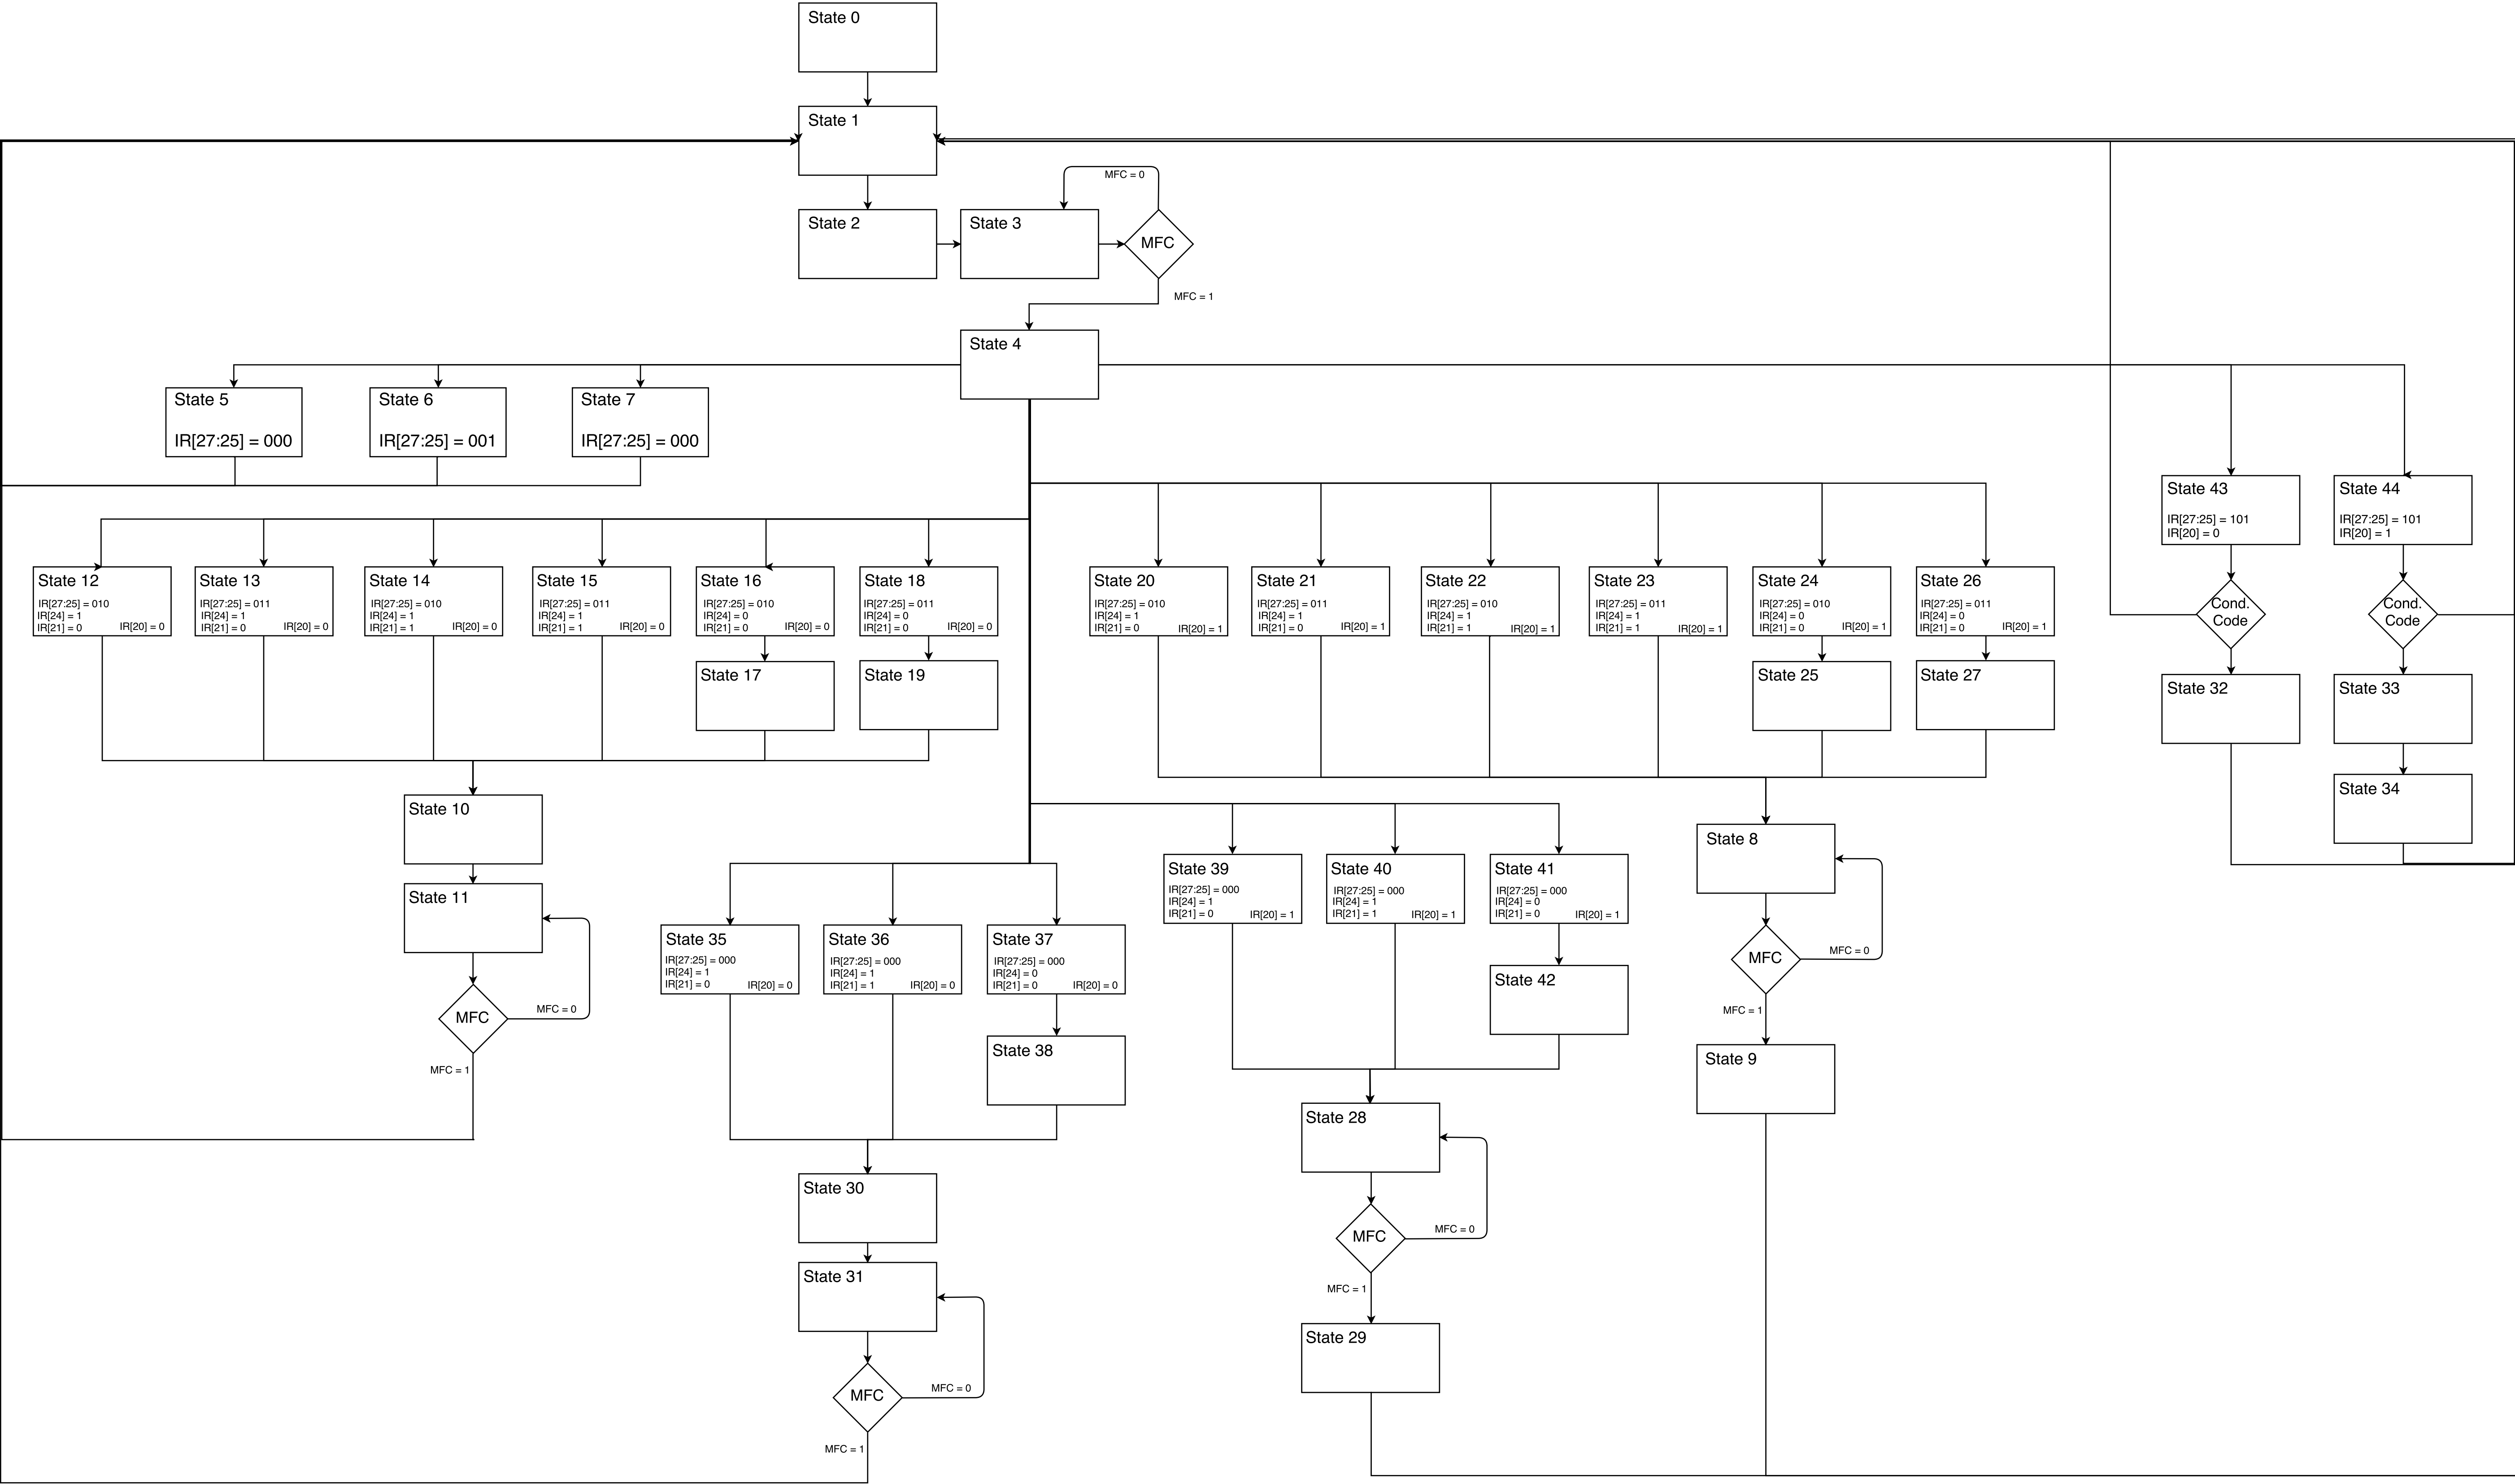 State 0
State 1
MFC = 0
State 2
State 3
MFC
MFC = 1
State 4
State 5
IR[27:25] = 000
State 6
IR[27:25] = 001
State 7
IR[27:25] = 000
State 43
IR[27:25] = 101
IR[20] = 0
State 44
IR[27:25] = 101
IR[20] = 1
State 12
IR[27:25] = 010
IR[24] = 1
IR[21] = 0 IR[20] = 0
State 13
IR[27:25] = 011
IR[24] = 1
IR[21] = 0 IR[20] = 0
State 14
IR[27:25] = 010
IR[24] = 1
IR[21] = 1 IR[20] = 0
State 15
IR[27:25] = 011
IR[24] = 1
IR[21] = 1 IR[20] = 0
State 16
IR[27:25] = 010
IR[24] = 0
IR[21] = 0 IR[20] = 0
State 18
IR[27:25] = 011
IR[24] = 0
IR[21] = 0 IR[20] = 0
State 20
IR[27:25] = 010
IR[24] = 1
IR[21] = 0 IR[20] = 1
State 21
IR[27:25] = 011
IR[24] = 1
IR[21] = 0 IR[20] = 1
State 22
IR[27:25] = 010
IR[24] = 1
IR[21] = 1 IR[20] = 1
State 23
IR[27:25] = 011
IR[24] = 1
IR[21] = 1 IR[20] = 1
State 24
IR[27:25] = 010
IR[24] = 0
IR[21] = 0 IR[20] = 1
State 26
IR[27:25] = 011
IR[24] = 0
IR[21] = 0 IR[20] = 1
Cond.
Code
Cond.
Code
State 17
State 19
State 25
State 27
State 32
State 33
State 34
State 10
State 11
MFC
MFC = 0
MFC = 1
State 8
MFC
MFC = 0
MFC = 1
State 9
State 39
IR[27:25] = 000
IR[24] = 1
IR[21] = 0 IR[20] = 1
State 40
IR[27:25] = 000
IR[24] = 1
IR[21] = 1 IR[20] = 1
State 41
IR[27:25] = 000
IR[24] = 0
IR[21] = 0 IR[20] = 1
State 42
State 35
IR[27:25] = 000
IR[24] = 1
IR[21] = 0 IR[20] = 0
State 36
IR[27:25] = 000
IR[24] = 1
IR[21] = 1 IR[20] = 0
State 37
IR[27:25] = 000
IR[24] = 0
IR[21] = 0 IR[20] = 0
State 38
State 28
MFC
MFC = 0
MFC = 1
State 29
State 30
State 31
MFC
MFC = 0
MFC = 1